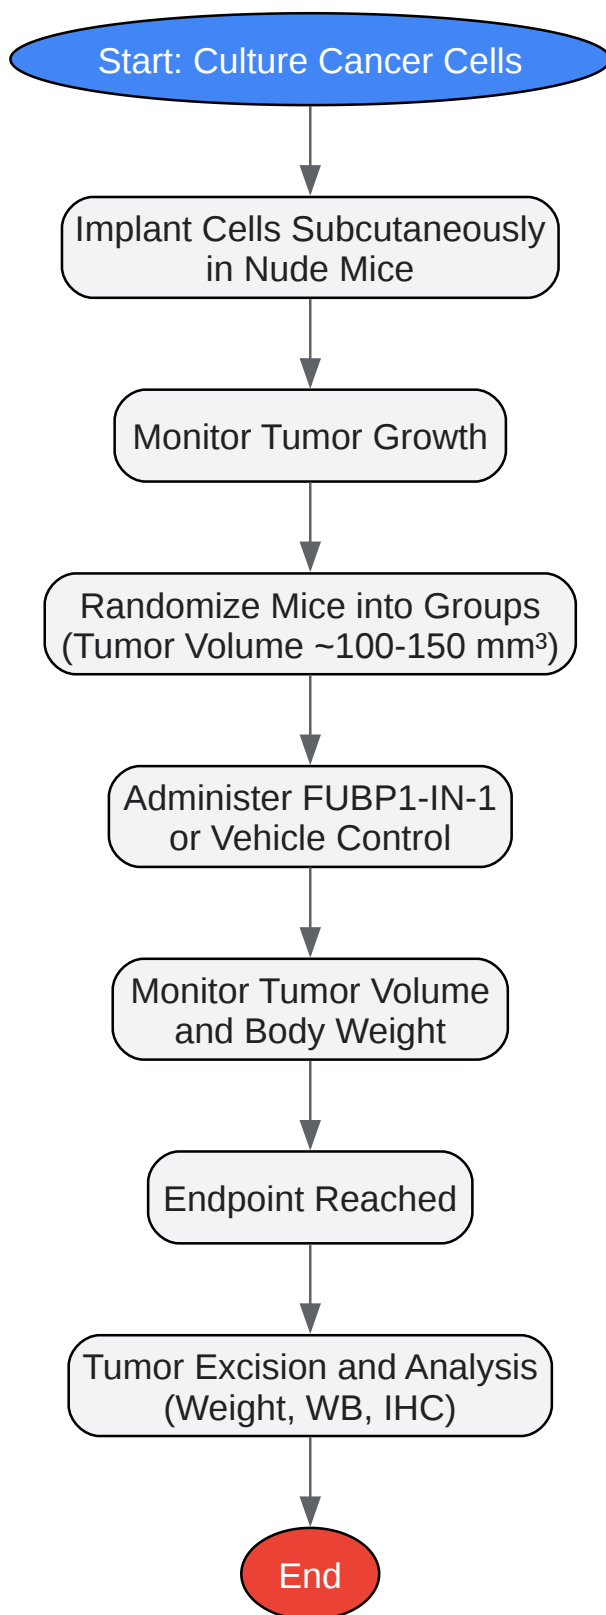 Start: Culture Cancer Cells
Implant Cells Subcutaneously
in Nude Mice
Monitor Tumor Growth
Randomize Mice into Groups
(Tumor Volume ~100-150 mm³)
Administer FUBP1-IN-1
or Vehicle Control
Monitor Tumor Volume
and Body Weight
Endpoint Reached
Tumor Excision and Analysis
(Weight, WB, IHC)
End